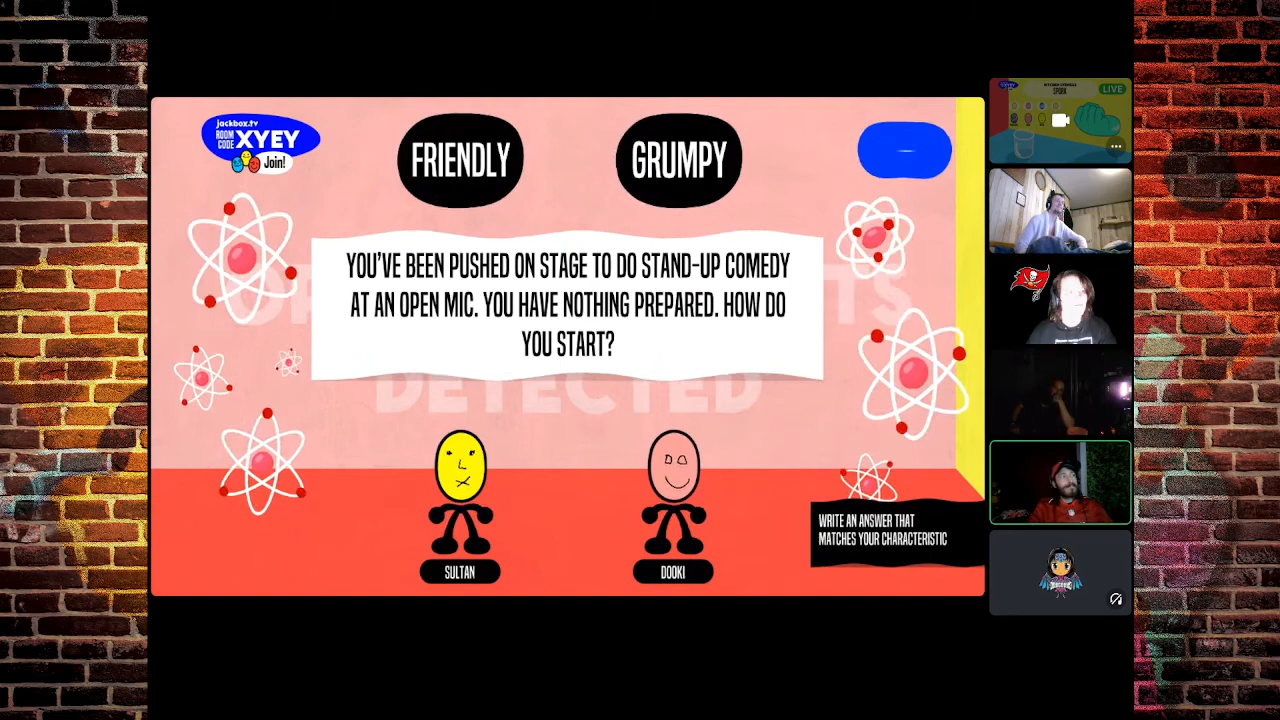 jackbox.tv
ROOM
CODE
XYEY
Join!
FRIENDLY
GRUMPY
YOU'VE BEEN PUSHED ON STAGE TO DO STAND-UP COMEDY
AT AN OPEN MIC. YOU HAVE NOTHING PREPARED. HOW DO
YOU START?
DETECTED
SULTAN
DOOKI
WRITE AN ANSWER THAT
MATCHES YOUR CHARACTERISTIC
LIVE